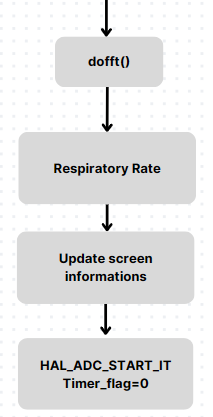 dofft()
Respiratory Rate
Update screen
informations
HAL_ADC_START_IT
Timer_flag=0